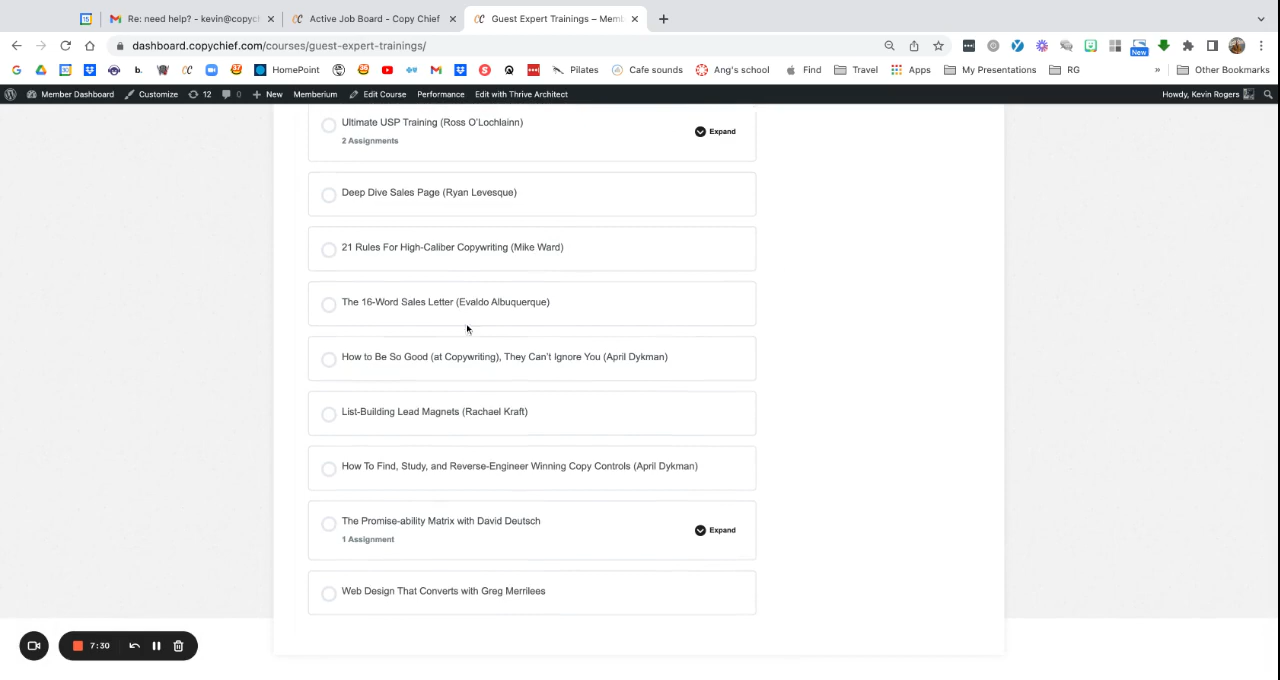 Re: need help? - kevin@copyc
Active Job Board - Copy Chief
Guest Expert Trainings – Memb
dashboard.copychief.com/courses/guest-expert-trainings/
New
HomePoint
b.
Pilates
Cafe sounds
Ang's school
Find
Travel
Apps
My Presentations
RG
»
Other Bookmarks
Member Dashboard
Customize
12
0
New
Memberium
Edit Course
Performance
Edit with Thrive Architect
Howdy, Kevin Rogers
Ultimate USP Training (Ross O'Lochlainn)
2 Assignments
Expand
Deep Dive Sales Page (Ryan Levesque)
21 Rules For High-Caliber Copywriting (Mike Ward)
The 16-Word Sales Letter (Evaldo Albuquerque)
How to Be So Good (at Copywriting), They Can't Ignore You (April Dykman)
List-Building Lead Magnets (Rachael Kraft)
How To Find, Study, and Reverse-Engineer Winning Copy Controls (April Dykman)
The Promise-ability Matrix with David Deutsch
1 Assignment
Expand
Web Design That Converts with Greg Merrilees
7:30